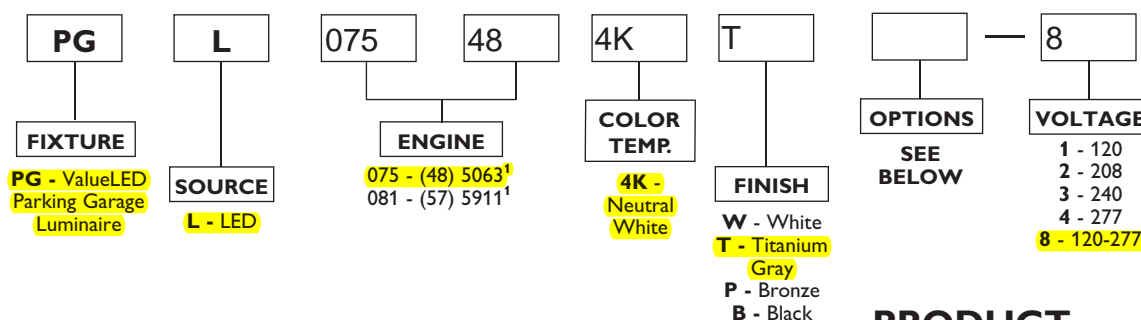 PG L 075 48 4K T — 8
FIXTURE
PG - ValueLED
Parking Garage
Luminaire
SOURCE
L - LED
ENGINE
075 - (48) 5063¹
081 - (57) 5911¹
COLOR
TEMP.
4K -
Neutral
White
FINISH
W - White
T - Titanium
Gray
P - Bronze
B - Black
OPTIONS
SEE
BELOW
VOLTAGE
1 - 120
2 - 208
3 - 240
4 - 277
8 - 120-277
PRODUCT